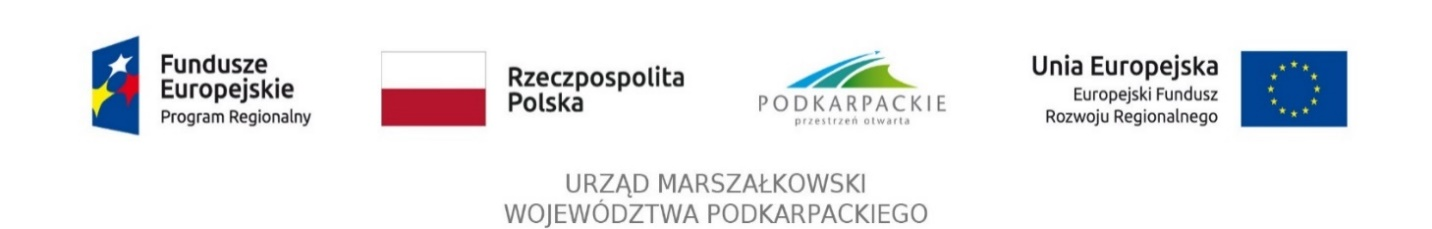 Fundusze
Europejskie
Program Regionalny
Rzeczpospolita
Polska
PODKARPACKIE
przestrzeń otwarta
Unia Europejska
Europejski Fundusz
Rozwoju Regionalnego
URZĄD MARSZAŁKOWSKI
WOJEWÓDZTWA PODKARPACKIEGO